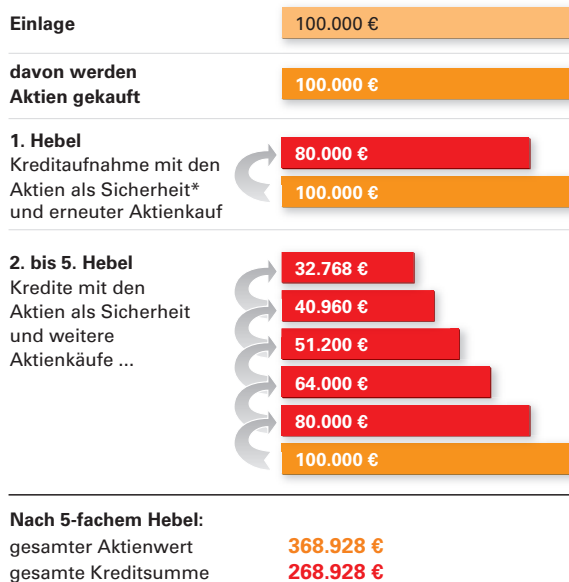 Einlage
100.000 €
davon werden
Aktien gekauft
100.000 €
1. Hebel
Kreditaufnahme mit den
Aktien als Sicherheit*
und erneuter Aktienkauf
80.000 €
100.000 €
2. bis 5. Hebel
Kredite mit den
Aktien als Sicherheit
und weitere
Aktienkäufe ...
32.768 €
40.960 €
51.200 €
64.000 €
80.000 €
100.000 €
Nach 5-fachem Hebel:
gesamter Aktienwert 368.928 €
gesamte Kreditsumme 268.928 €